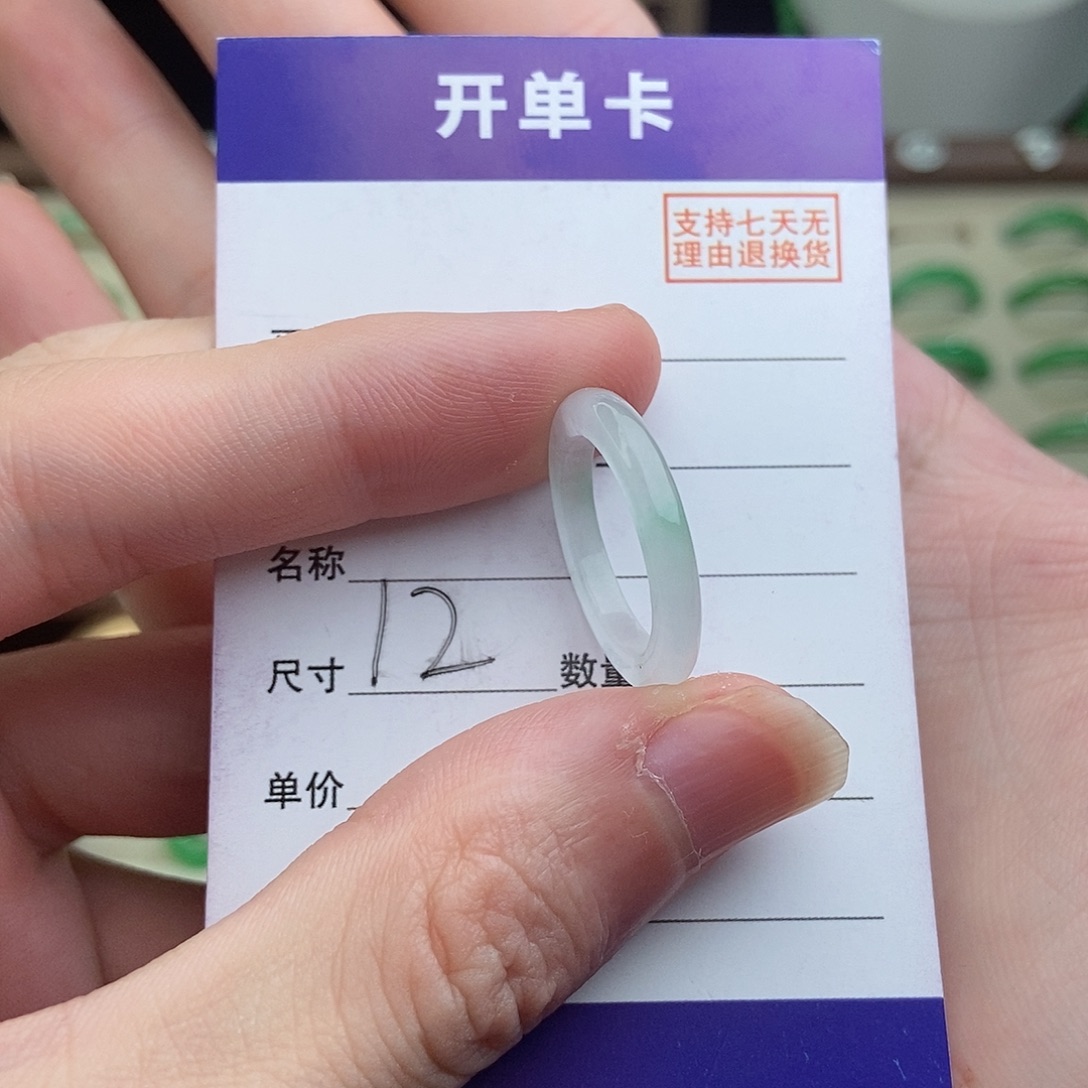 开单卡
支持七天无
理由退换货
名称
尺寸 12 数量
单价